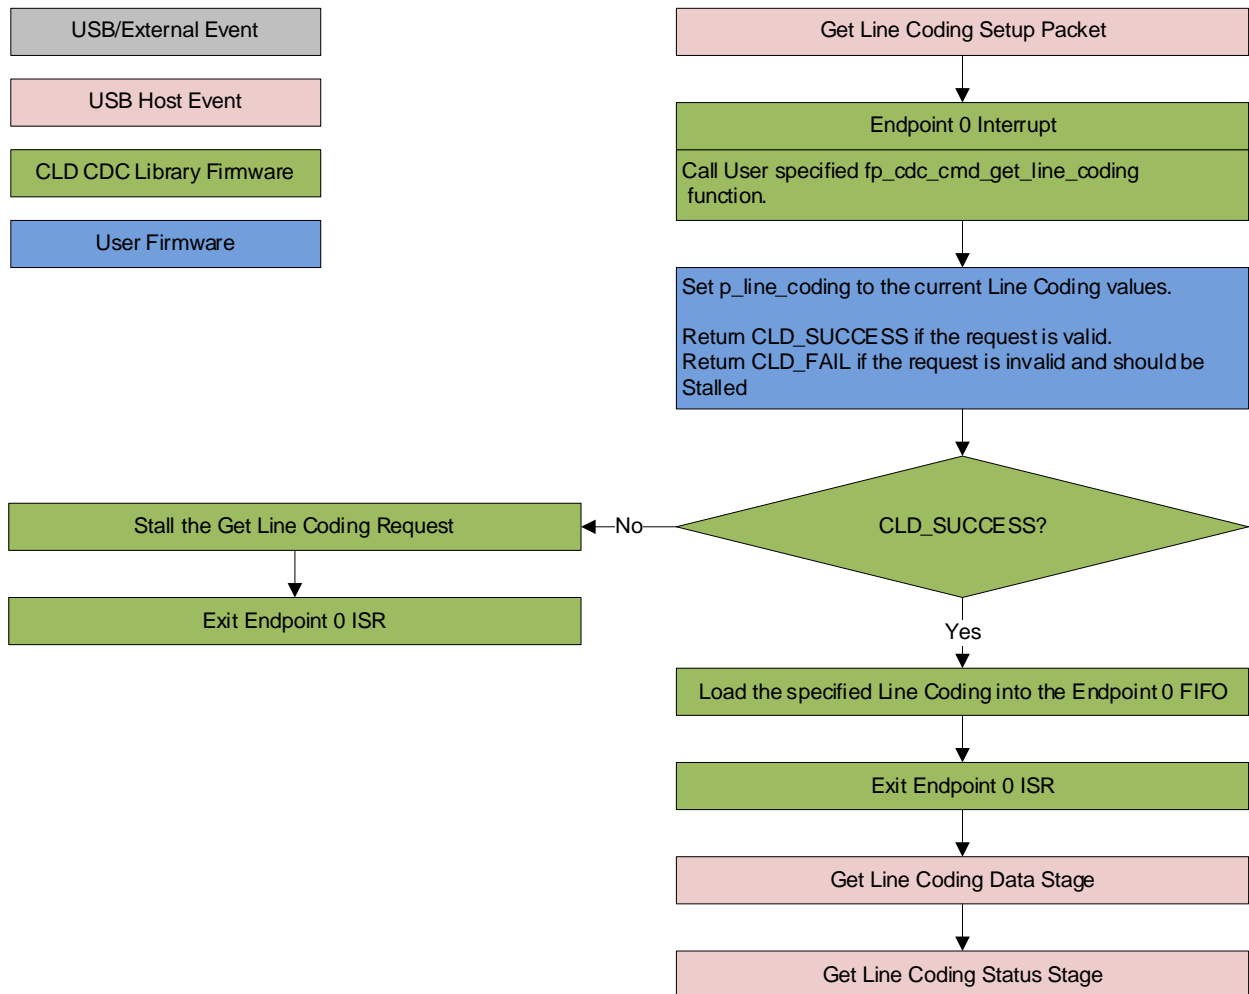 USB/External Event
USB Host Event
CLD CDC Library Firmware
User Firmware
Get Line Coding Setup Packet
Endpoint 0 Interrupt
Call User specified fp_cdc_cmd_get_line_coding
function.
Set p_line_coding to the current Line Coding values.
Return CLD_SUCCESS if the request is valid.
Return CLD_FAIL if the request is invalid and should be
Stalled
CLD_SUCCESS?
No
Stall the Get Line Coding Request
Exit Endpoint 0 ISR
Yes
Load the specified Line Coding into the Endpoint 0 FIFO
Exit Endpoint 0 ISR
Get Line Coding Data Stage
Get Line Coding Status Stage